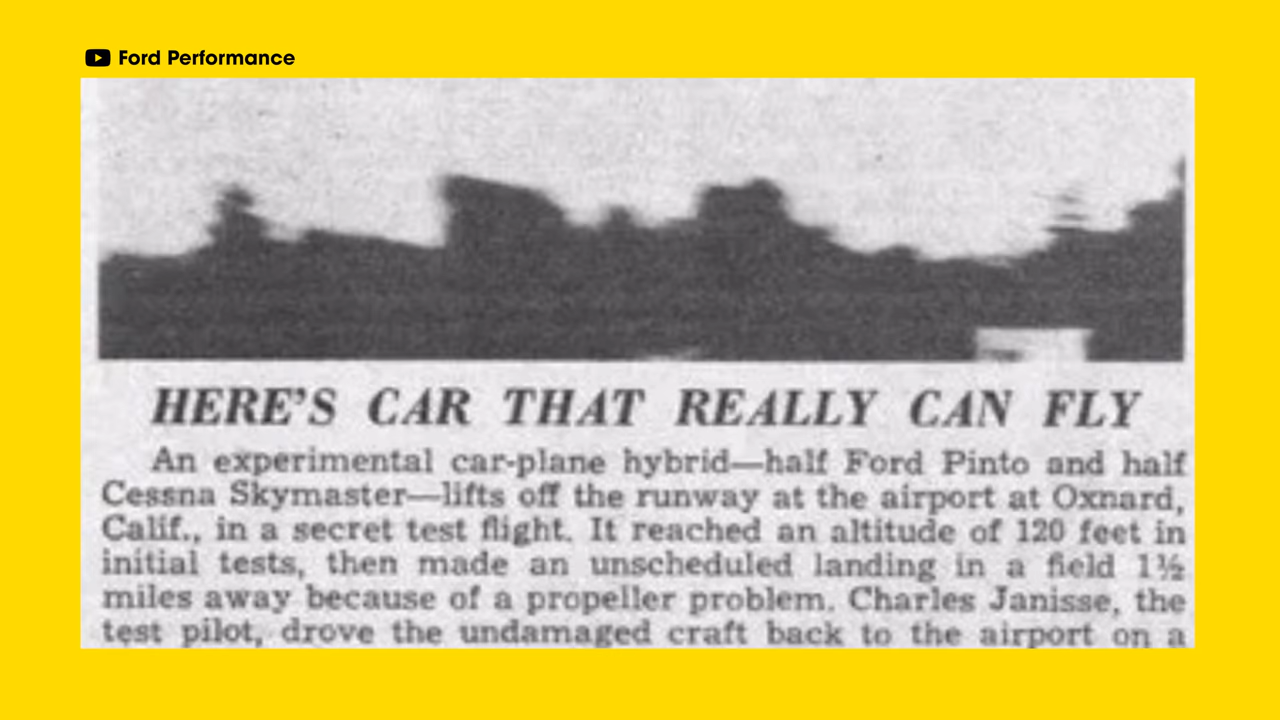 Ford Performance
HERE'S CAR THAT REALLY CAN FLY
An experimental car-plane hybrid—half Ford Pinto and half
Cessna Skymaster—lifts off the runway at the airport at Oxnard,
Calif., in a secret test flight. It reached an altitude of 120 feet in
initial tests, then made an unscheduled landing in a field 1½
miles away because of a propeller problem. Charles Janisse, the
test pilot, drove the undamaged craft back to the airport on a